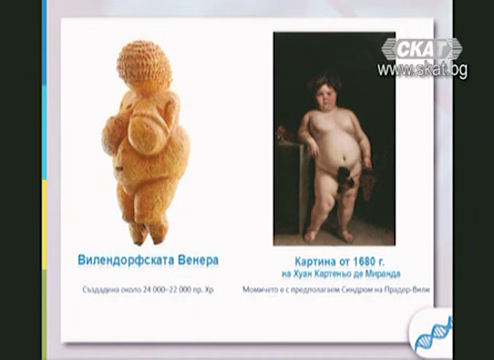 СКАТ
www.skat.bg
Вилендорфската Венера
Създадена около 24 000–22 000 пр. Хр
Картина от 1680 г.
на Хуан Картеньо де Миранда
Момичето е с предполагаем Синдром на Прадер-Вили